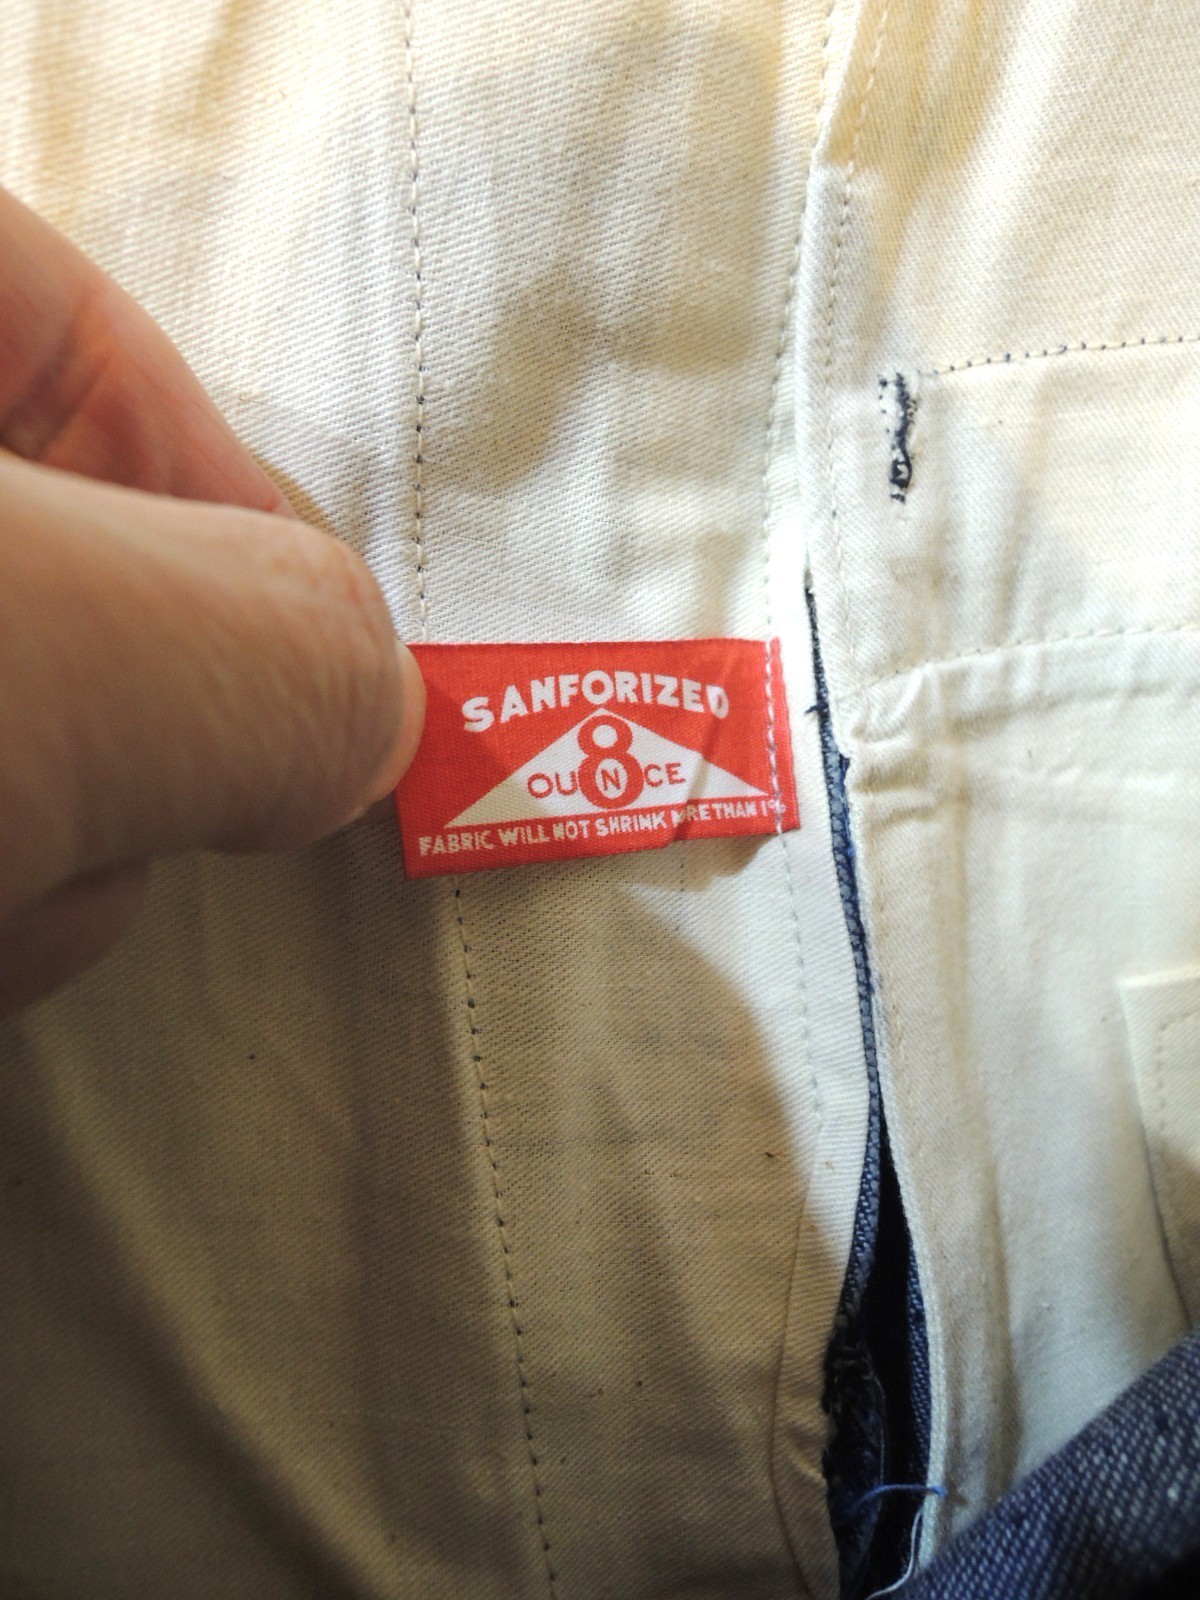 SANFORIZED
8
OUNCE
FABRIC WILL NOT SHRINK MORE THAN 1%